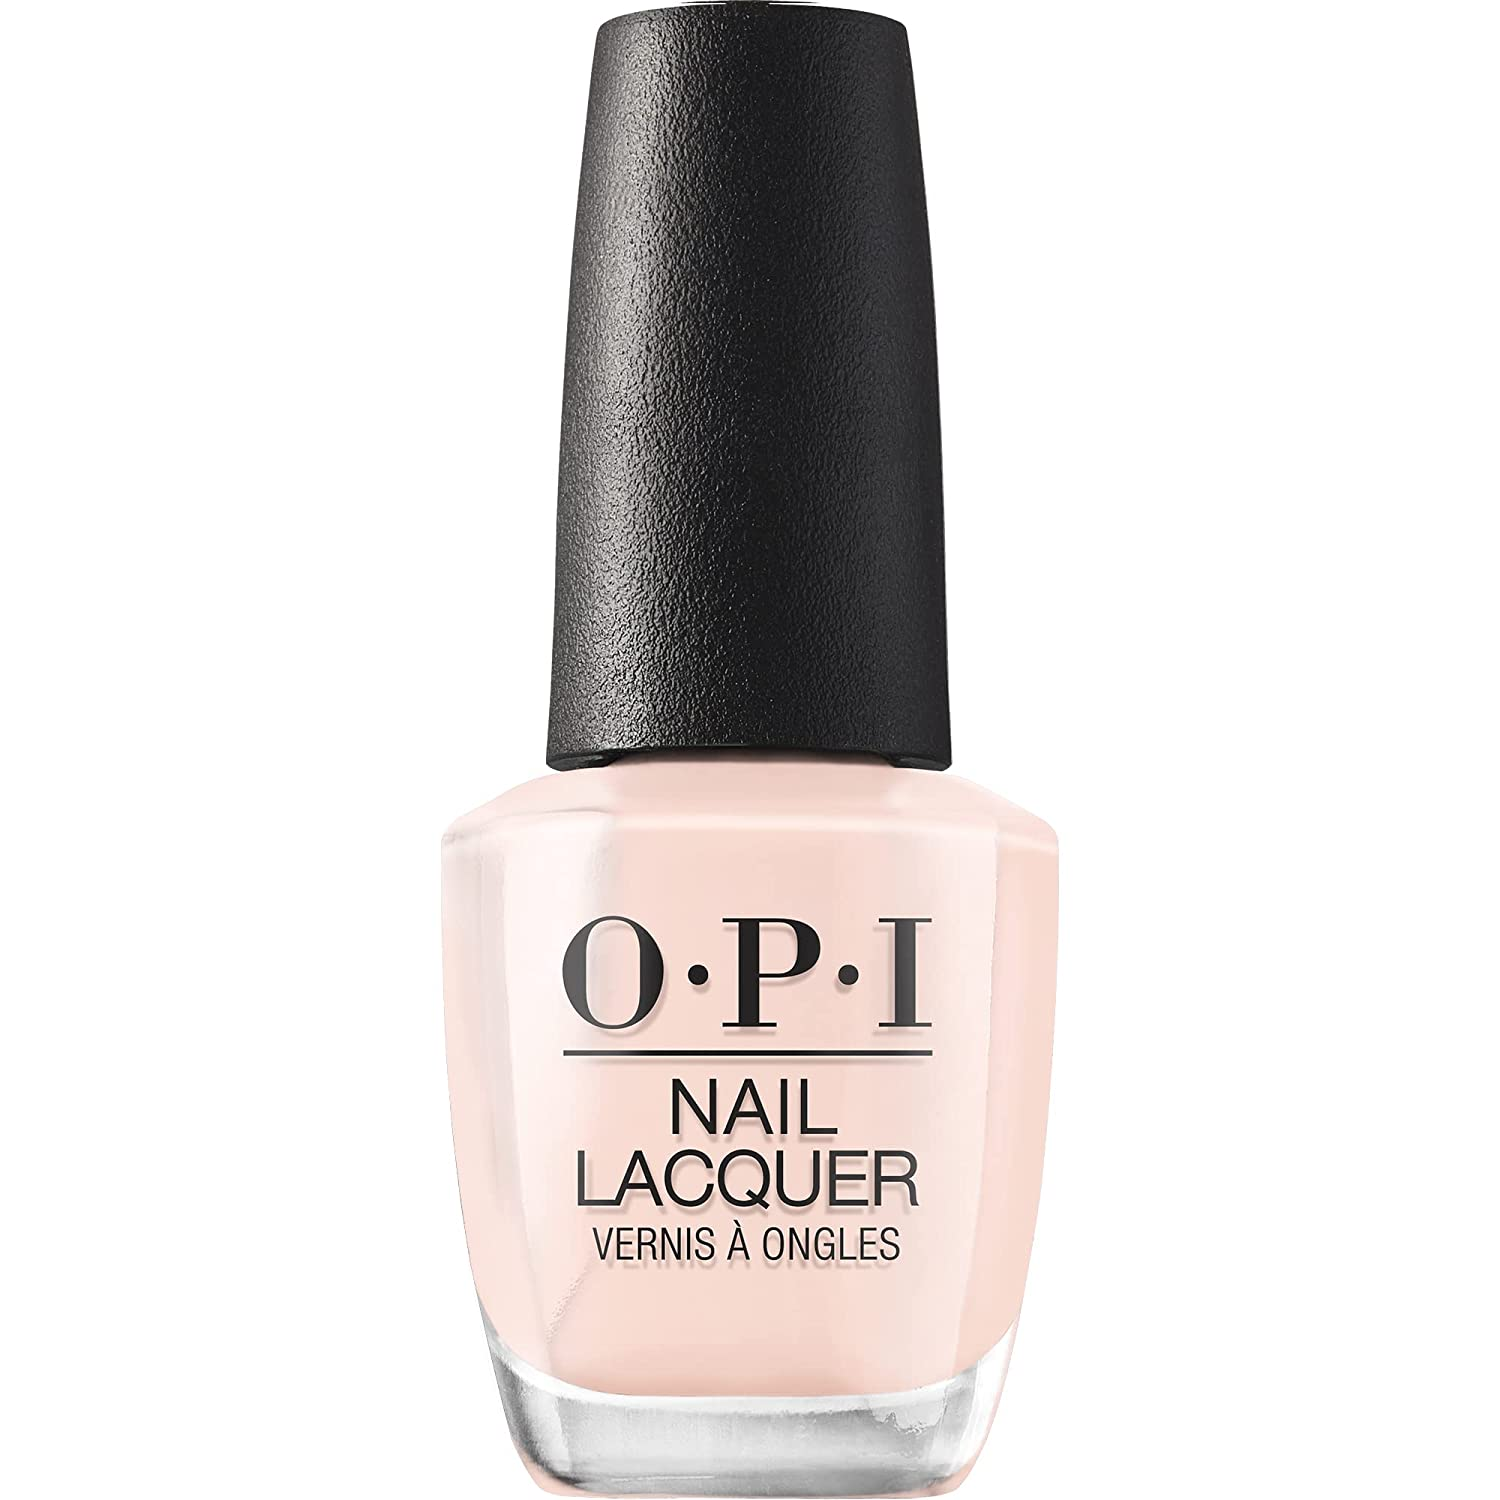 O·P·I
NAIL
LACQUER
VERNIS À ONGLES